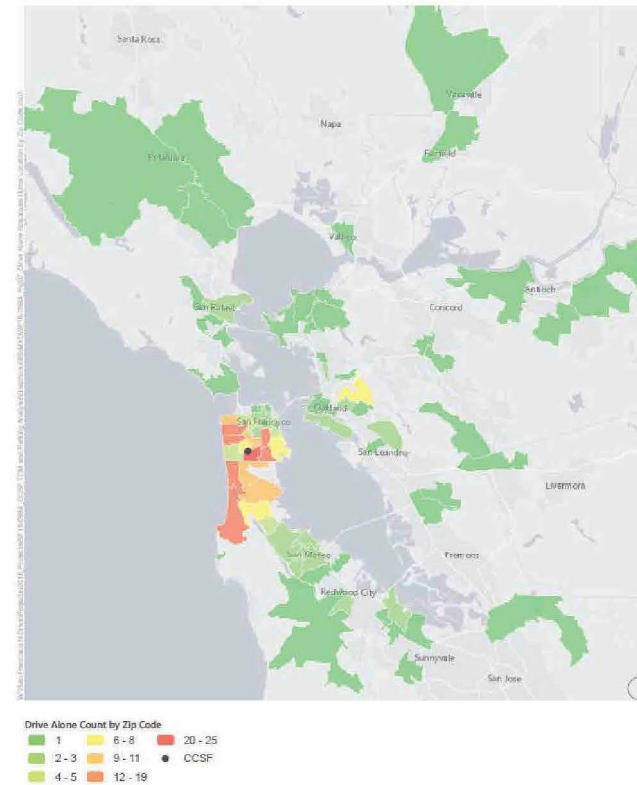 Santa Rosa
Vacaville
Napa
Fairfield
Petaluma
Vallejo
Antioch
Concord
San Rafael
Oakland
San Francisco
San Leandro
Livermore
Fremont
San Mateo
Redwood City
Sunnyvale
San Jose
Drive Alone Count by Zip Code
1 6 - 8 20 - 25
2 - 3 9 - 11 CCSF
4 - 5 12 - 19